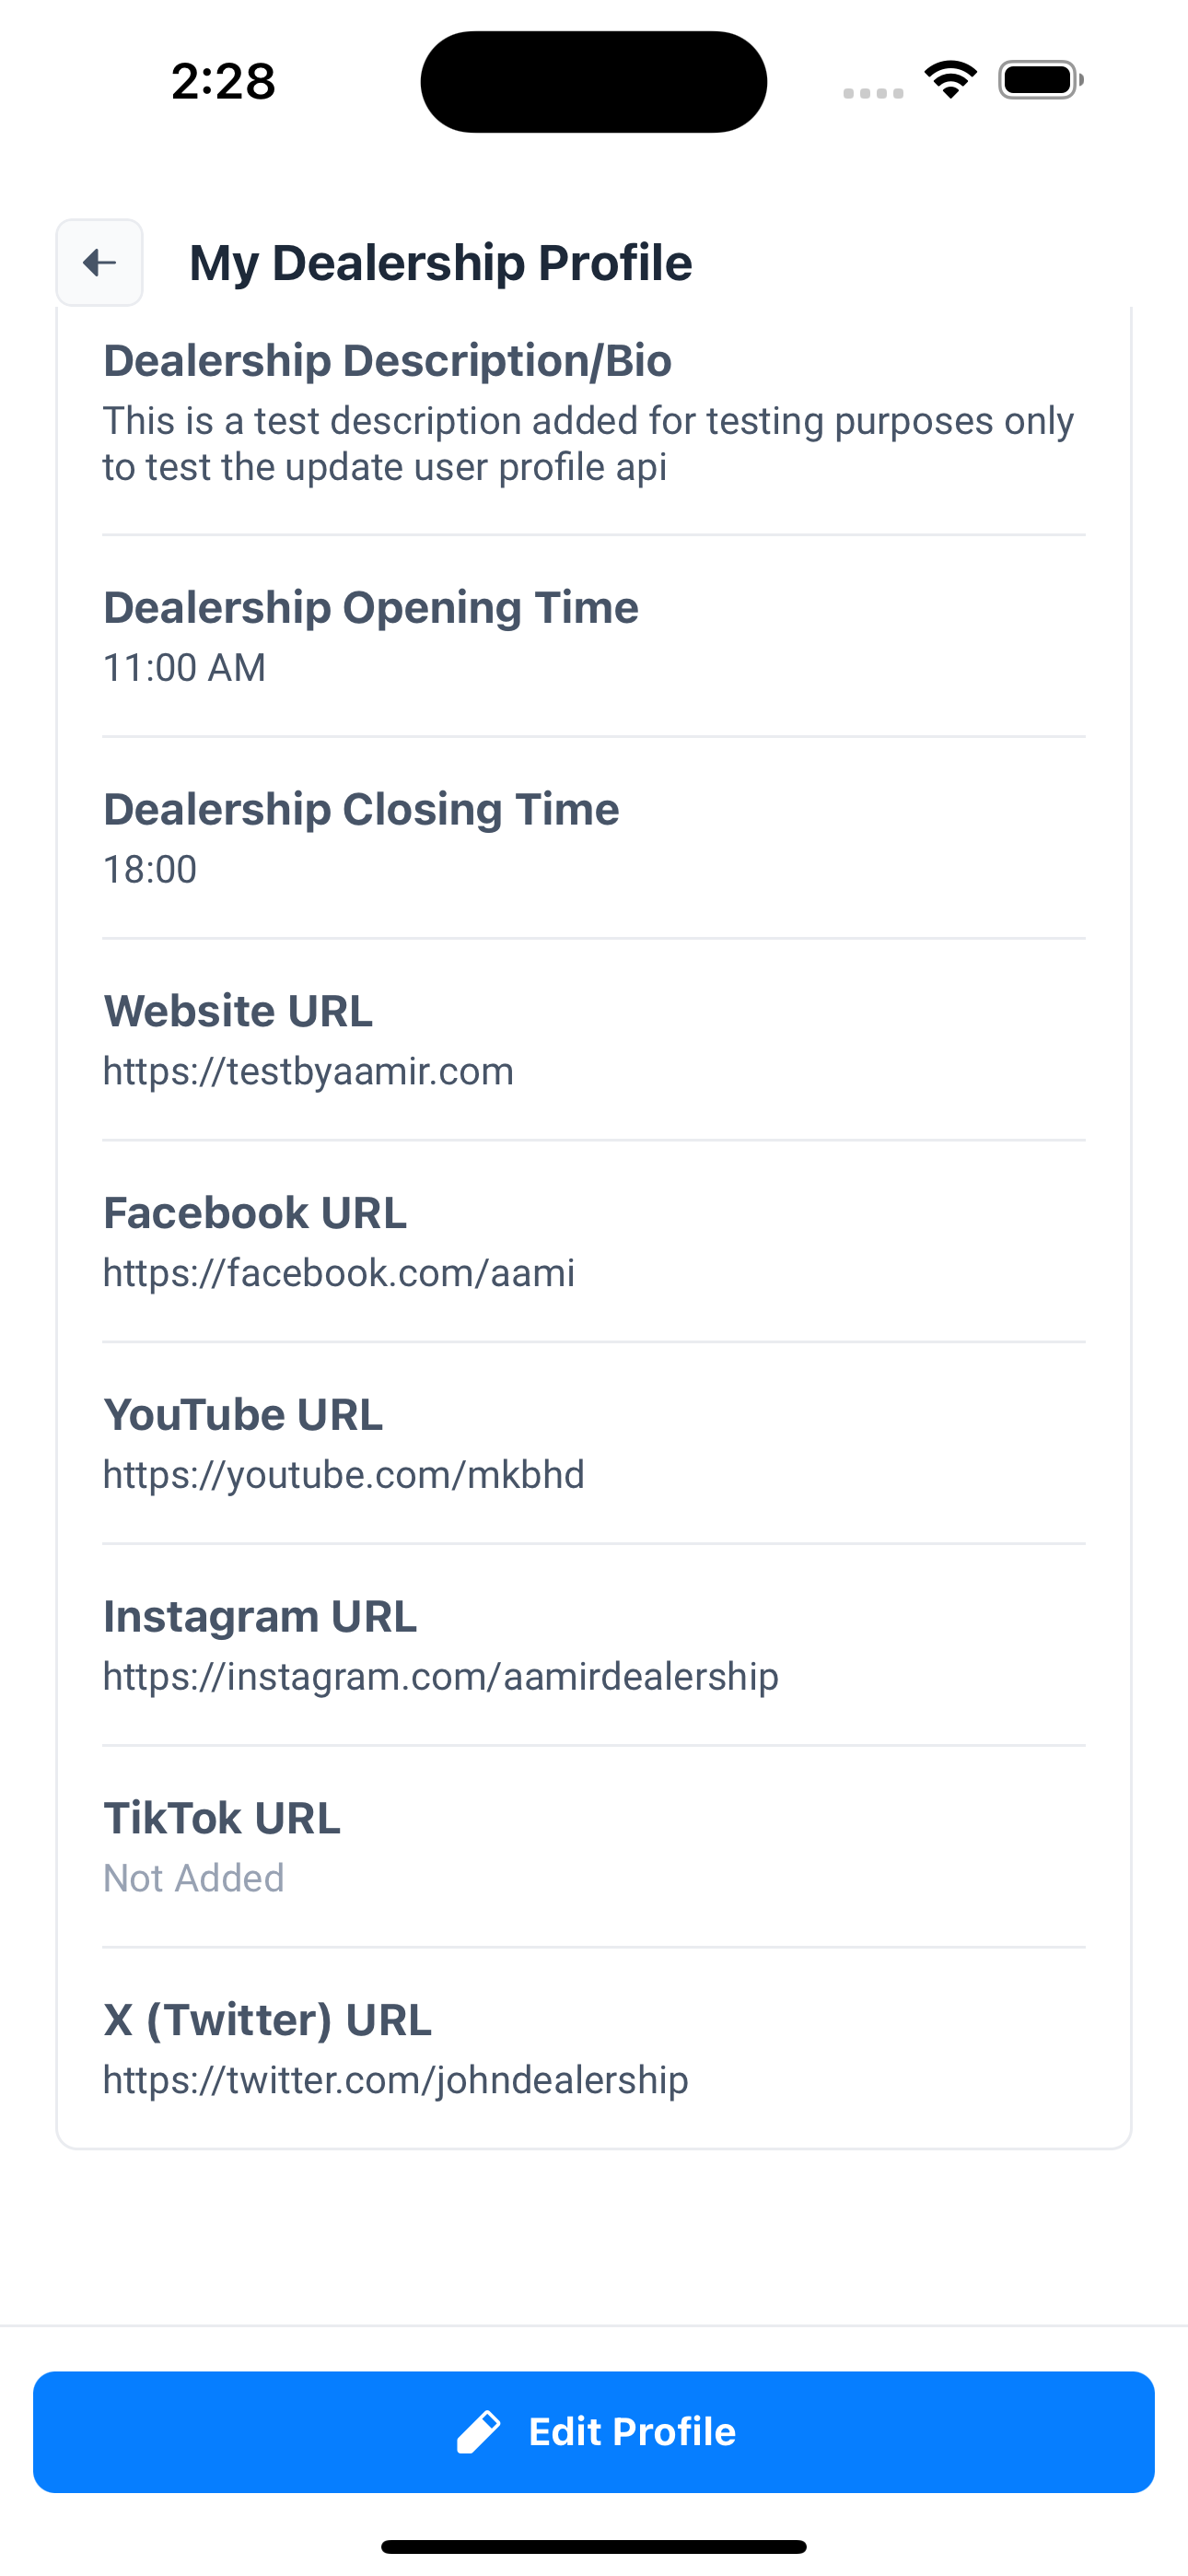 2:28
My Dealership Profile
Dealership Description/Bio
This is a test description added for testing purposes only
to test the update user profile api
Dealership Opening Time
11:00 AM
Dealership Closing Time
18:00
Website URL
https://testbyaamir.com
Facebook URL
https://facebook.com/aami
YouTube URL
https://youtube.com/mkbhd
Instagram URL
https://instagram.com/aamirdealership
TikTok URL
Not Added
X (Twitter) URL
https://twitter.com/johndealership
Edit Profile